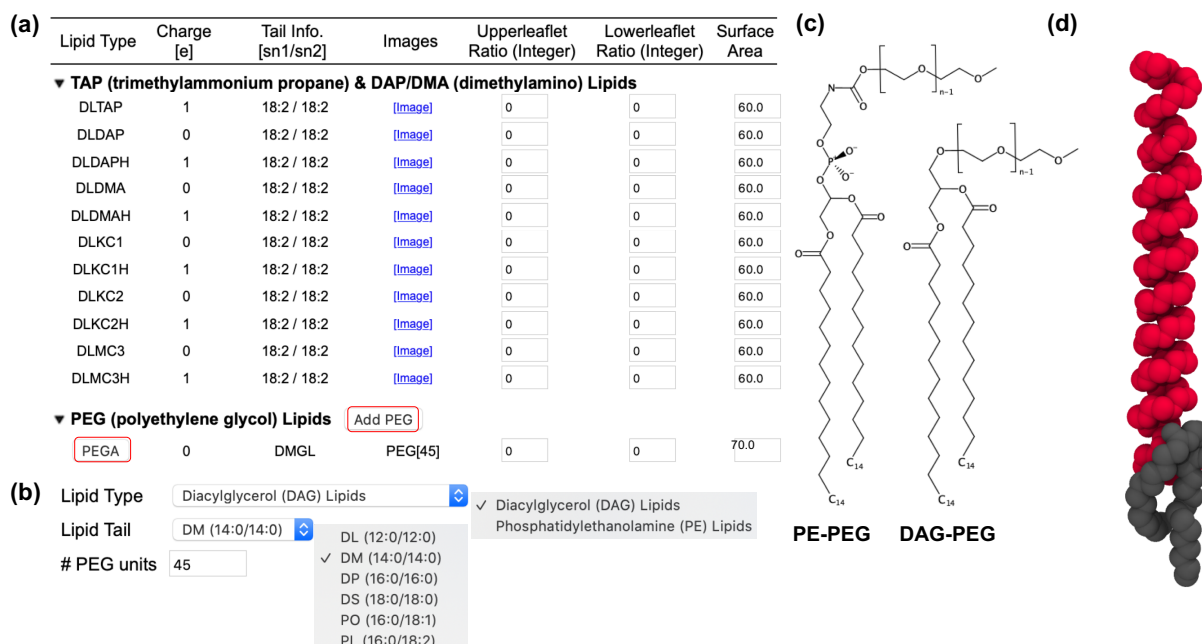 (a)
Lipid Type Charge [e] Tail Info. [sn1/sn2] Images Upperleaflet Ratio (Integer) Lowerleaflet Ratio (Integer) Surface Area
▼ TAP (trimethylammonium propane) & DAP/DMA (dimethylamino) Lipids
DLTAP 1 18:2 / 18:2 [Image] 0 0 60.0
DLDAP 0 18:2 / 18:2 [Image] 0 0 60.0
DLDAPH 1 18:2 / 18:2 [Image] 0 0 60.0
DLDMA 0 18:2 / 18:2 [Image] 0 0 60.0
DLDMAH 1 18:2 / 18:2 [Image] 0 0 60.0
DLKC1 0 18:2 / 18:2 [Image] 0 0 60.0
DLKC1H 1 18:2 / 18:2 [Image] 0 0 60.0
DLKC2 0 18:2 / 18:2 [Image] 0 0 60.0
DLKC2H 1 18:2 / 18:2 [Image] 0 0 60.0
DLMC3 0 18:2 / 18:2 [Image] 0 0 60.0
DLMC3H 1 18:2 / 18:2 [Image] 0 0 60.0
▼ PEG (polyethylene glycol) Lipids Add PEG
PEGA 0 DMGL PEG[45] 0 0 70.0
(b)
Lipid Type Diacylglycerol (DAG) Lipids
✓ Diacylglycerol (DAG) Lipids
Phosphatidylethanolamine (PE) Lipids
Lipid Tail DM (14:0/14:0)
DL (12:0/12:0)
✓ DM (14:0/14:0)
DP (16:0/16:0)
DS (18:0/18:0)
PO (16:0/18:1)
PL (16:0/18:2)
# PEG units 45
(c)
O O O
n-1
N O
H
O
O
P O⁻
O⁻
O
O
O
O
O
C₁₄
C₁₄
PE-PEG
O O O
n-1
O
O
O
O
C₁₄
C₁₄
DAG-PEG
(d)